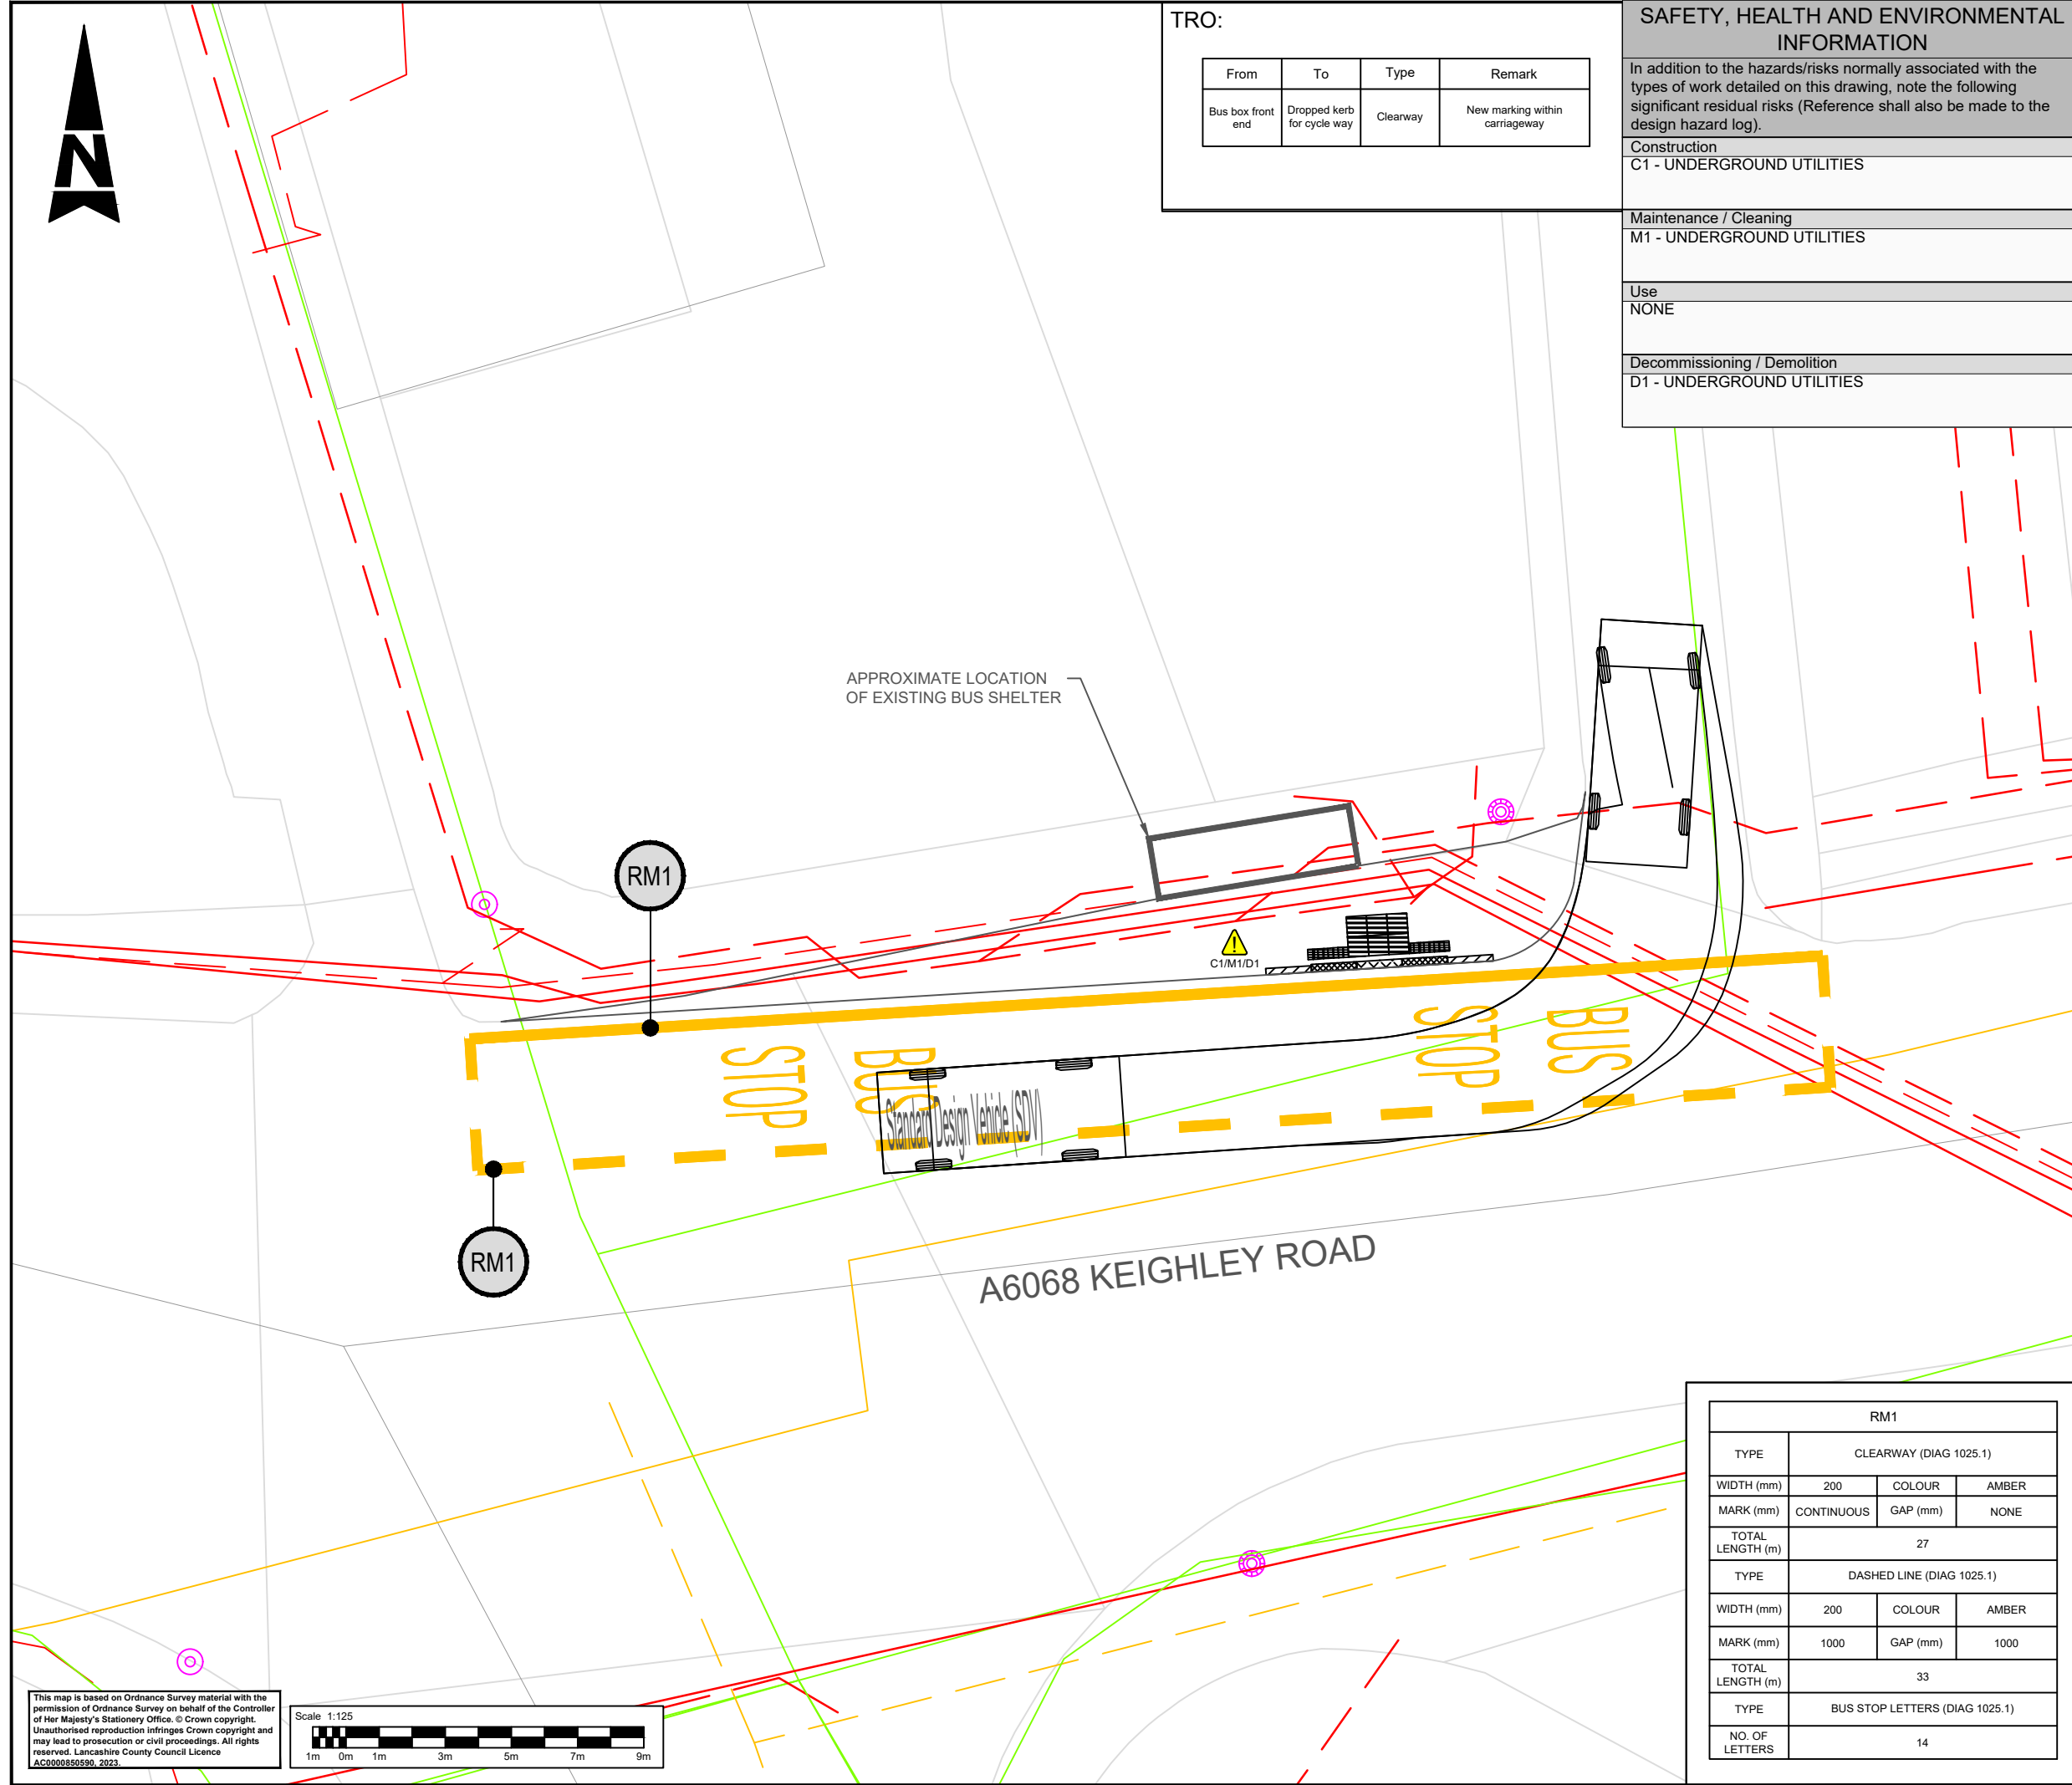 N
TRO:
From To Type Remark
Bus box front end Dropped kerb for cycle way Clearway New marking within carriageway
SAFETY, HEALTH AND ENVIRONMENTAL
INFORMATION
In addition to the hazards/risks normally associated with the
types of work detailed on this drawing, note the following
significant residual risks (Reference shall also be made to the
design hazard log).
Construction
C1 - UNDERGROUND UTILITIES
Maintenance / Cleaning
M1 - UNDERGROUND UTILITIES
Use
NONE
Decommissioning / Demolition
D1 - UNDERGROUND UTILITIES
APPROXIMATE LOCATION
OF EXISTING BUS SHELTER
RM1
C1/M1/D1
BUS
STOP
BUS
STOP
Standard Design Vehicle (SDV)
RM1
A6068 KEIGHLEY ROAD
RM1
TYPE CLEARWAY (DIAG 1025.1)
WIDTH (mm) 200 COLOUR AMBER
MARK (mm) CONTINUOUS GAP (mm) NONE
TOTAL LENGTH (m) 27
TYPE DASHED LINE (DIAG 1025.1)
WIDTH (mm) 200 COLOUR AMBER
MARK (mm) 1000 GAP (mm) 1000
TOTAL LENGTH (m) 33
TYPE BUS STOP LETTERS (DIAG 1025.1)
NO. OF LETTERS 14
This map is based on Ordnance Survey material with the
permission of Ordnance Survey on behalf of the Controller
of Her Majesty's Stationery Office. © Crown copyright.
Unauthorised reproduction infringes Crown copyright and
may lead to prosecution or civil proceedings. All rights
reserved. Lancashire County Council Licence
AC0000850590, 2023.
Scale 1:125
1m 0m 1m 3m 5m 7m 9m